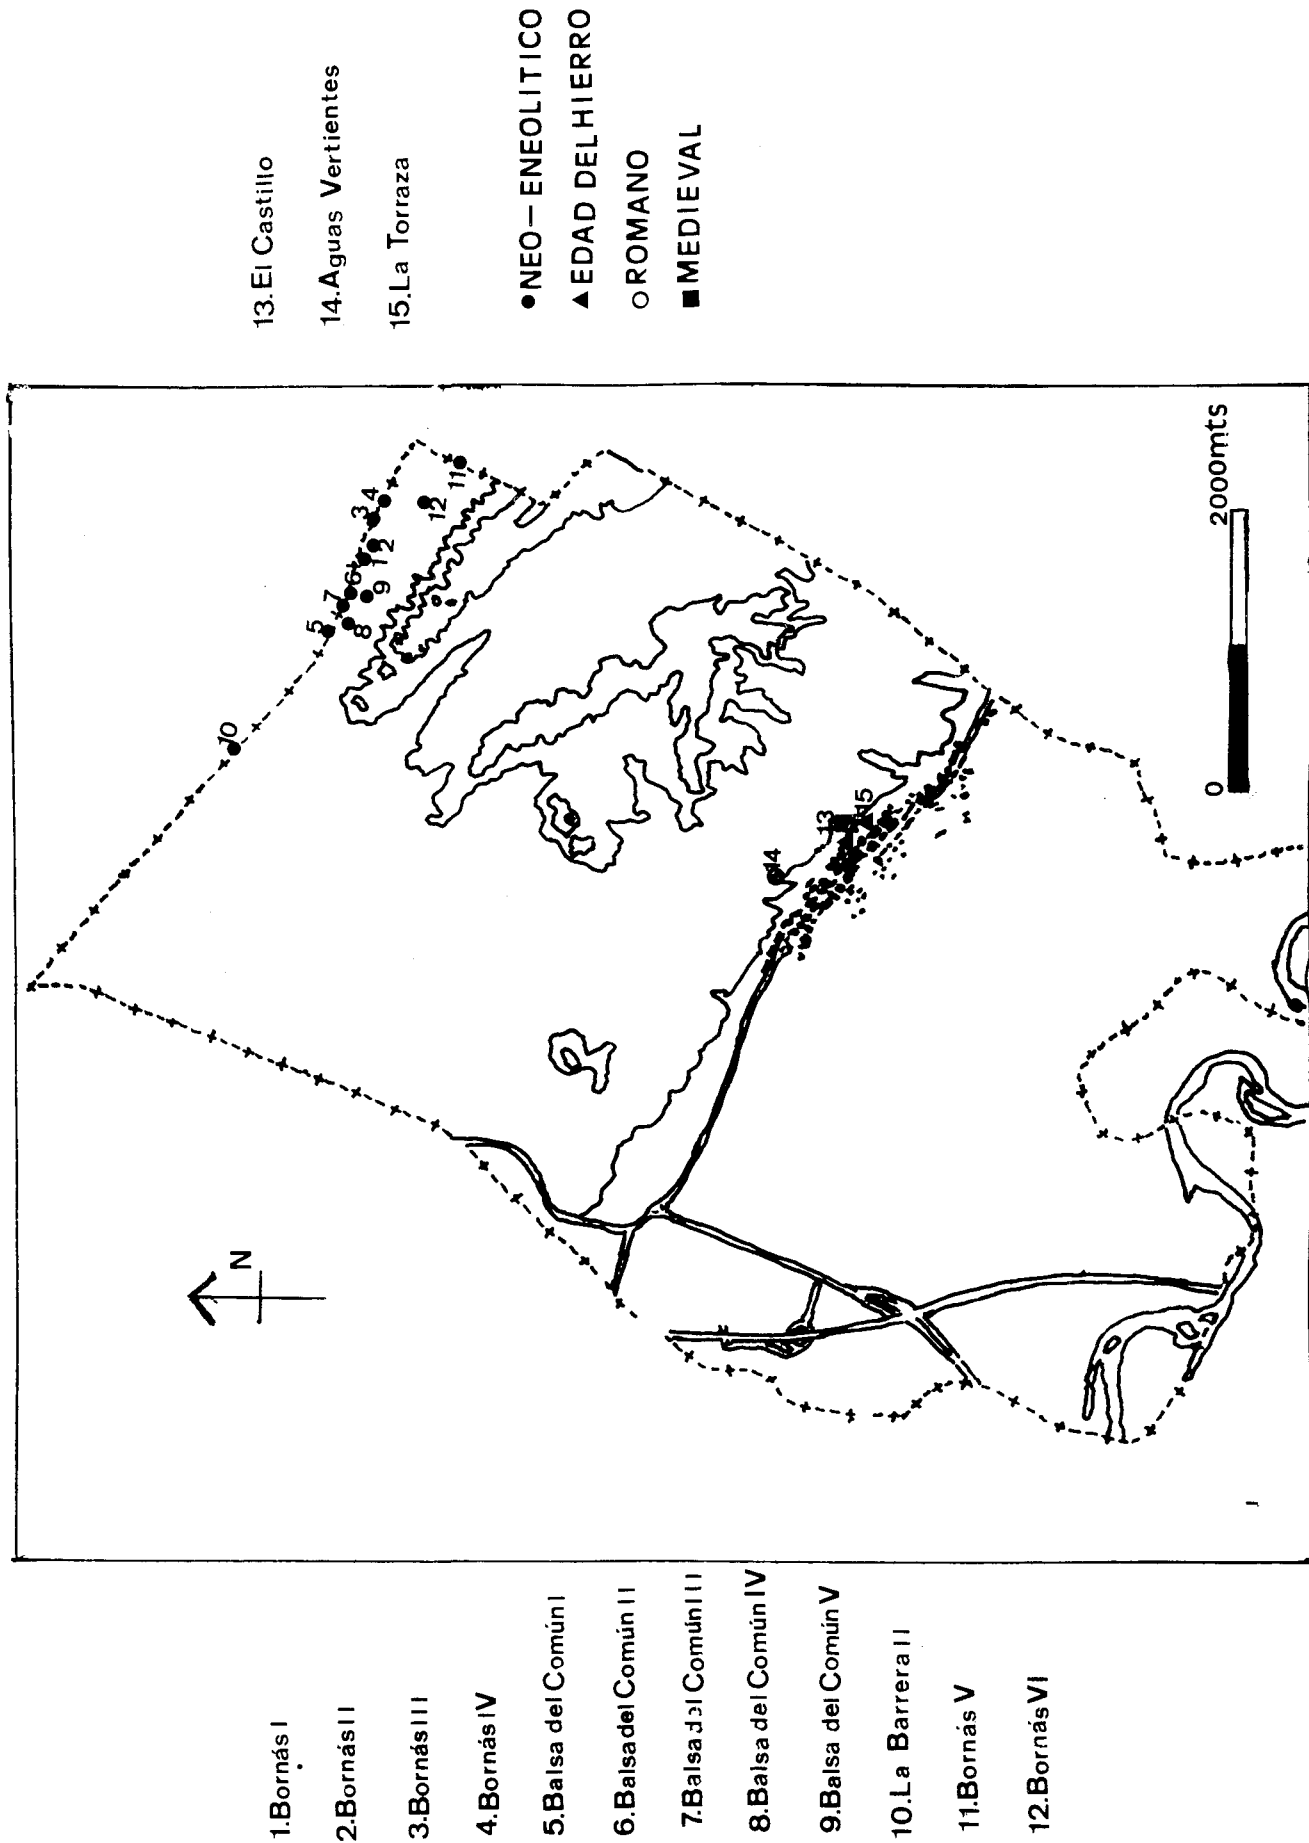 1.Bornás I
2.Bornás II
3.Bornás III
4.Bornás IV
5.Balsa del Común I
6.Balsa del Común II
7.Balsa del Común III
8.Balsa del Común IV
9.Balsa del Común V
10.La Barrera II
11.Bornás V
12.Bornás VI
N
10
5
7
6
8
9
1
2
3
4
12
11
14
13
15
0
2000mts
13.El Castillo
14.Aguas Vertientes
15.La Torraza
●NEO-ENEOLITICO
▲EDAD DEL HIERRO
○ROMANO
■MEDIEVAL